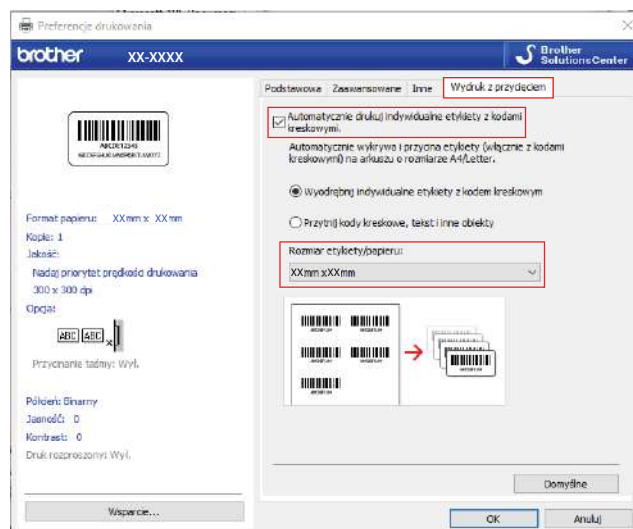 Preferencje drukowania
brother
XX-XXXX
Brother
SolutionsCenter
Podstawowa Zaawansowane Inne Wydruk z przycięciem
Automatycznie drukuj indywidualne etykiety z kodami
kreskowymi.
Automatycznie wykrywa i przycina etykiety (włącznie z kodami
kreskowymi) na arkuszu o rozmiarze A4/Letter.
Wyodrębnij indywidualne etykiety z kodem kreskowym
Przytnij kody kreskowe, tekst i inne obiekty
Rozmiar etykiety/papieru:
XXmm xXXmm
Domyślne
ABCDE12345
Format papieru: XXmm x XXmm
Kopie: 1
Jakość:
Nadaj priorytet prędkości drukowania
300 x 300 dpi
Opcja:
ABC ABC
Przycinanie taśmy: Wył.
Półcień: Binarny
Jasność: 0
Kontrast: 0
Druk rozproszony: Wył.
Wsparcie...
OK Anuluj